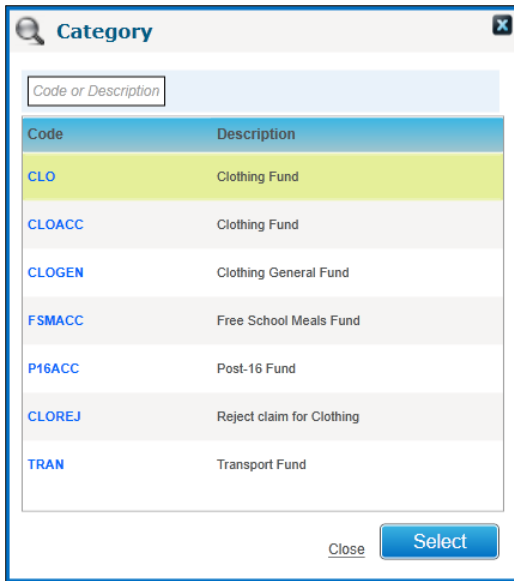 Category
Code or Description
Code Description
CLO Clothing Fund
CLOACC Clothing Fund
CLOGEN Clothing General Fund
FSMACC Free School Meals Fund
P16ACC Post-16 Fund
CLOREJ Reject claim for Clothing
TRAN Transport Fund
Close Select